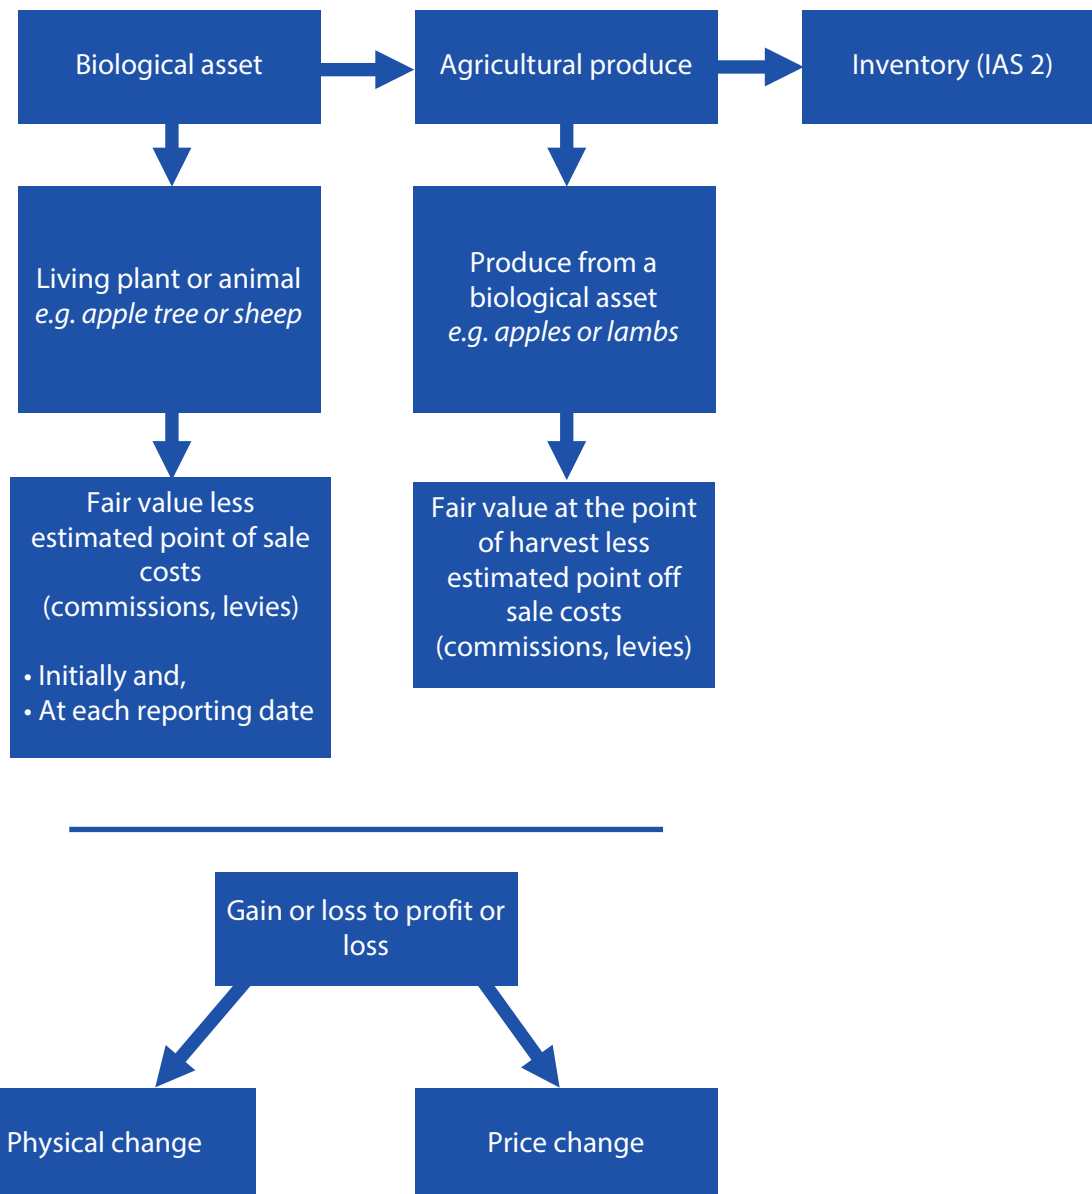 Biological asset
Agricultural produce
Inventory (IAS 2)
Living plant or animal
e.g. apple tree or sheep
Produce from a
biological asset
e.g. apples or lambs
Fair value less
estimated point of sale
costs
(commissions, levies)
• Initially and,
• At each reporting date
Fair value at the point
of harvest less
estimated point off
sale costs
(commissions, levies)
Gain or loss to profit or
loss
Physical change
Price change